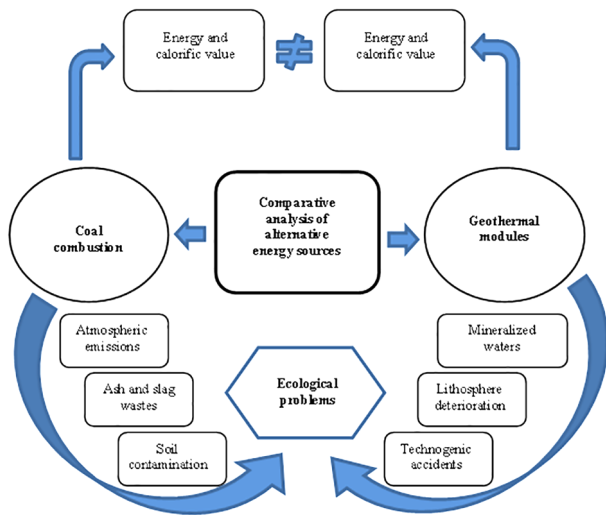 Energy and
calorific value
≠
Energy and
calorific value
Coal
combustion
Comparative
analysis of
alternative
energy sources
Geothermal
modules
Atmospheric
emissions
Ash and slag
wastes
Soil
contamination
Ecological
problems
Mineralized
waters
Lithosphere
deterioration
Technogenic
accidents